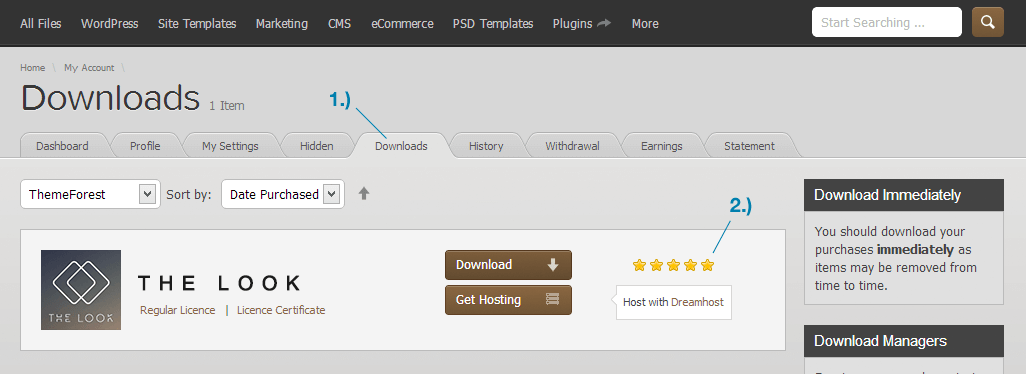 All Files WordPress Site Templates Marketing CMS eCommerce PSD Templates Plugins More Start Searching ...
Home \ My Account \
Downloads 1 Item
1.)
Dashboard Profile My Settings Hidden Downloads History Withdrawal Earnings Statement
ThemeForest Sort by: Date Purchased
2.)
THE LOOK
THE LOOK
Regular Licence | Licence Certificate
Download
Get Hosting
Host with Dreamhost
Download Immediately
You should download your
purchases immediately as
items may be removed from
time to time.
Download Managers